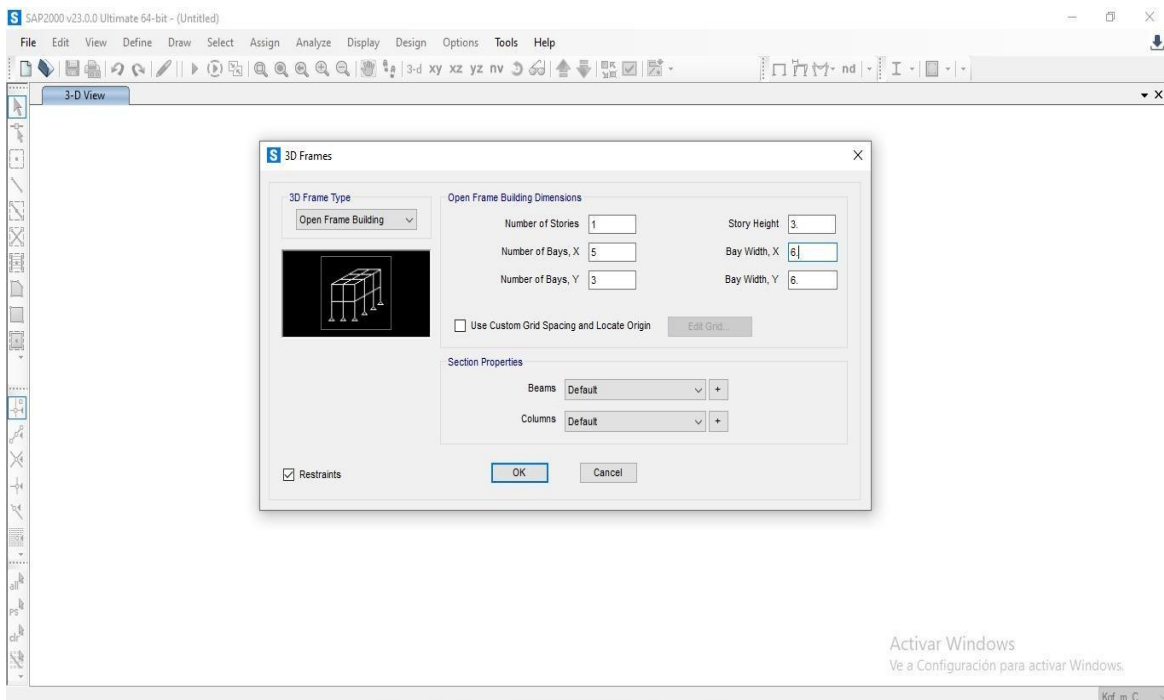 SAP2000 v23.0.0 Ultimate 64-bit - (Untitled)
File Edit View Define Draw Select Assign Analyze Display Design Options Tools Help
3-d xy xz yz nv nd
3-D View
3D Frames
3D Frame Type
Open Frame Building
Open Frame Building Dimensions
Number of Stories 1 Story Height 3.
Number of Bays, X 5 Bay Width, X 6.
Number of Bays, Y 3 Bay Width, Y 6.
Use Custom Grid Spacing and Locate Origin Edit Grid...
Section Properties
Beams Default +
Columns Default +
Restraints OK Cancel
all
PS
clr
Activar Windows
Ve a Configuración para activar Windows.
Kgf, m, C